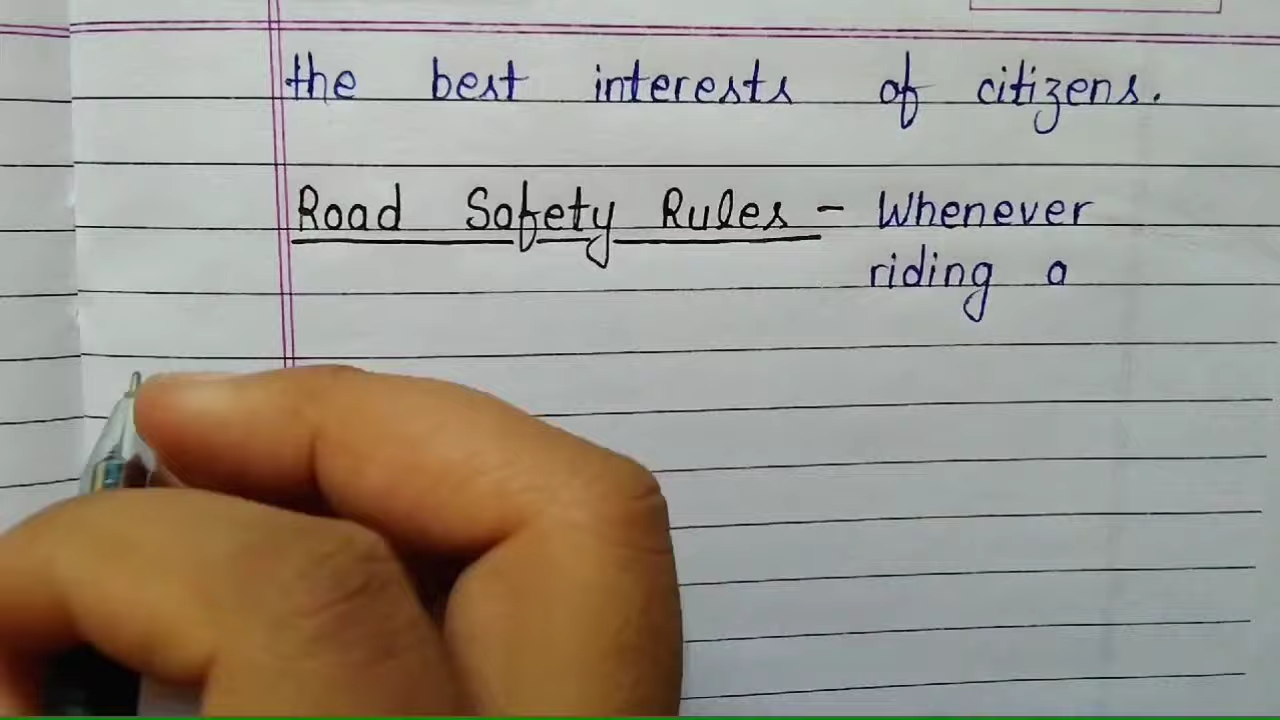 the best interests of citizens.
Road Safety Rules - Whenever
riding a